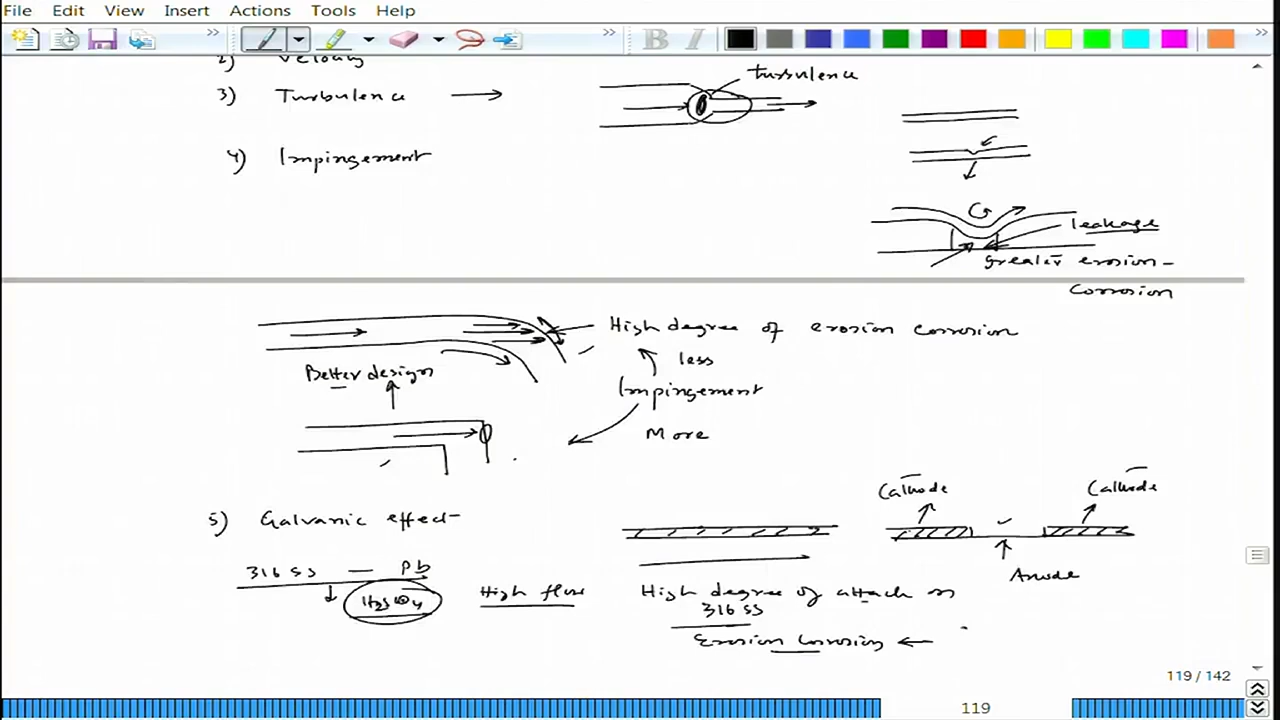 File Edit View Insert Actions Tools Help
2) Velocity
3) Turbulence
turbulence
4) Impingement
leakage
greater erosion-
corrosion
High degree of erosion corrosion
less
Better design
Impingement
More
5) Galvanic effect
Cathode
Cathode
Anode
316 SS — Pb
H2SO4
High flow
High degree of attack on
316 SS
Erosion Corrosion
119 / 142
119